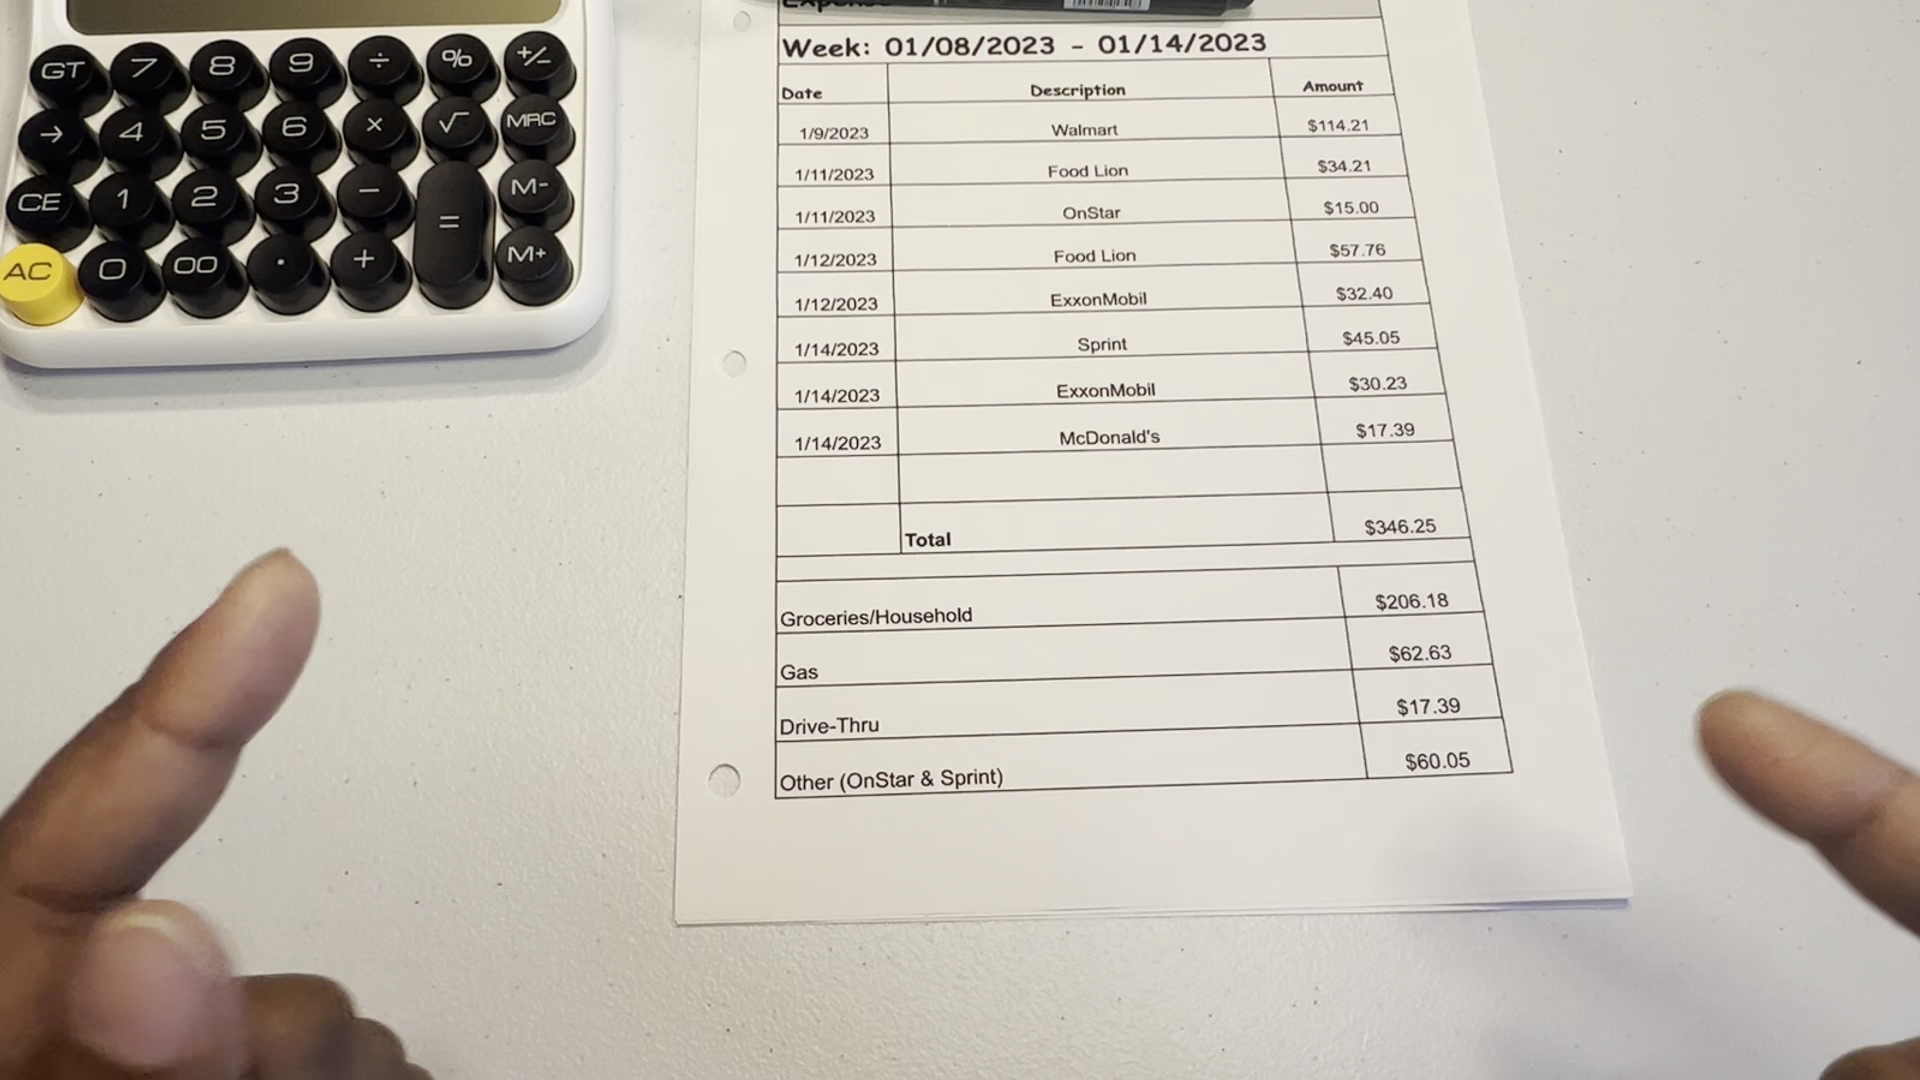 GT 7 8 9 ÷ % +/-
→ 4 5 6 × √ MRC
CE 1 2 3 − = M-
AC 0 00 . + M+
Week: 01/08/2023 - 01/14/2023
Date Description Amount
1/9/2023 Walmart $114.21
1/11/2023 Food Lion $34.21
1/11/2023 OnStar $15.00
1/12/2023 Food Lion $57.76
1/12/2023 ExxonMobil $32.40
1/14/2023 Sprint $45.05
1/14/2023 ExxonMobil $30.23
1/14/2023 McDonald's $17.39
Total $346.25
Groceries/Household $206.18
Gas $62.63
Drive-Thru $17.39
Other (OnStar & Sprint) $60.05